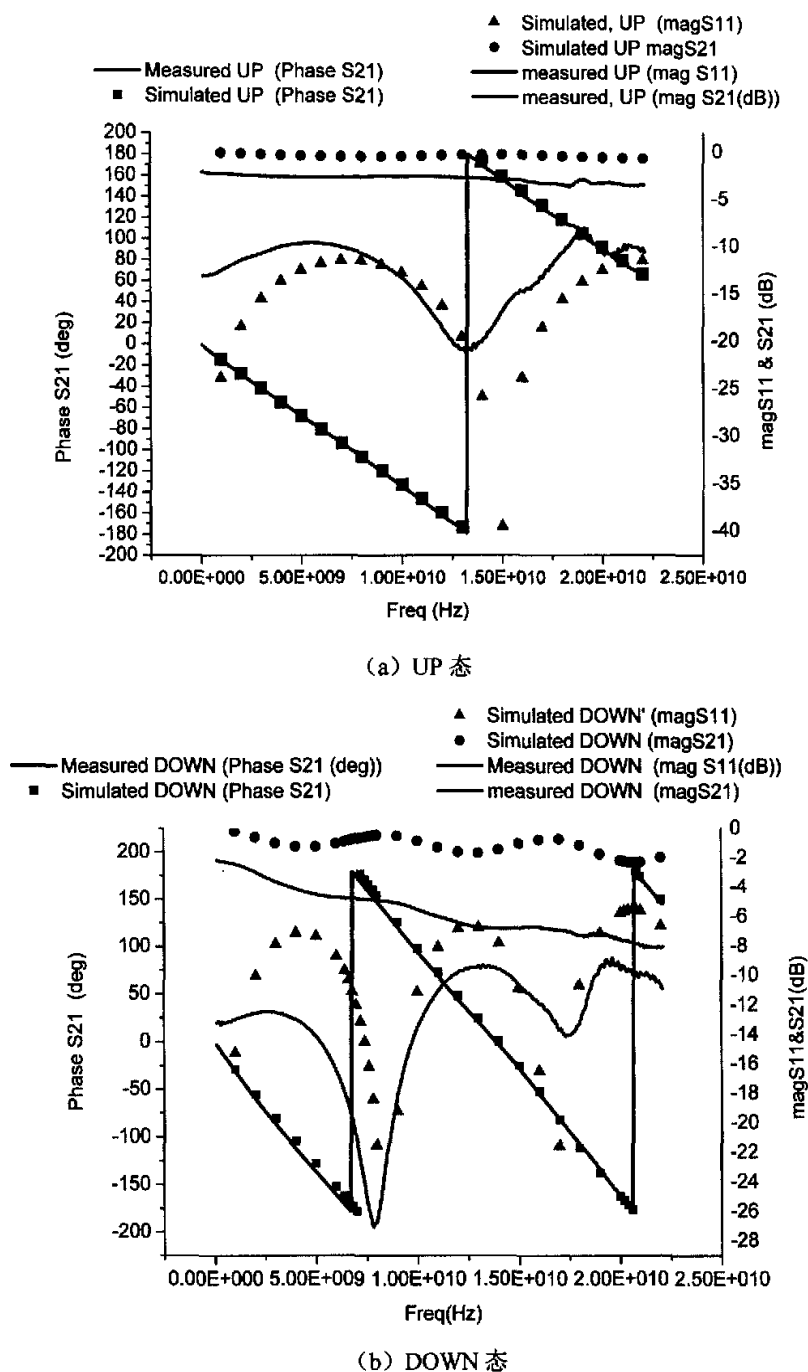 Simulated, UP (magS11)
Simulated UP magS21
Measured UP (Phase S21)
measured UP (mag S11)
Simulated UP (Phase S21)
measured, UP (mag S21(dB))
200
180
160
140
120
100
80
60
40
20
0
-20
-40
-60
-80
-100
-120
-140
-160
-180
-200
Phase S21 (deg)
0
-5
-10
-15
-20
-25
-30
-35
-40
magS11 & S21 (dB)
0.00E+000 5.00E+009 1.00E+010 1.50E+010 2.00E+010 2.50E+010
Freq (Hz)
(a) UP 态
Simulated DOWN' (magS11)
Simulated DOWN (magS21)
Measured DOWN (Phase S21 (deg))
Measured DOWN (mag S11(dB))
Simulated DOWN (Phase S21)
measured DOWN (magS21)
200
150
100
50
0
-50
-100
-150
-200
Phase S21 (deg)
0
-2
-4
-6
-8
-10
-12
-14
-16
-18
-20
-22
-24
-26
-28
magS11&S21(dB)
0.00E+000 5.00E+009 1.00E+010 1.50E+010 2.00E+010 2.50E+010
Freq(Hz)
(b) DOWN 态